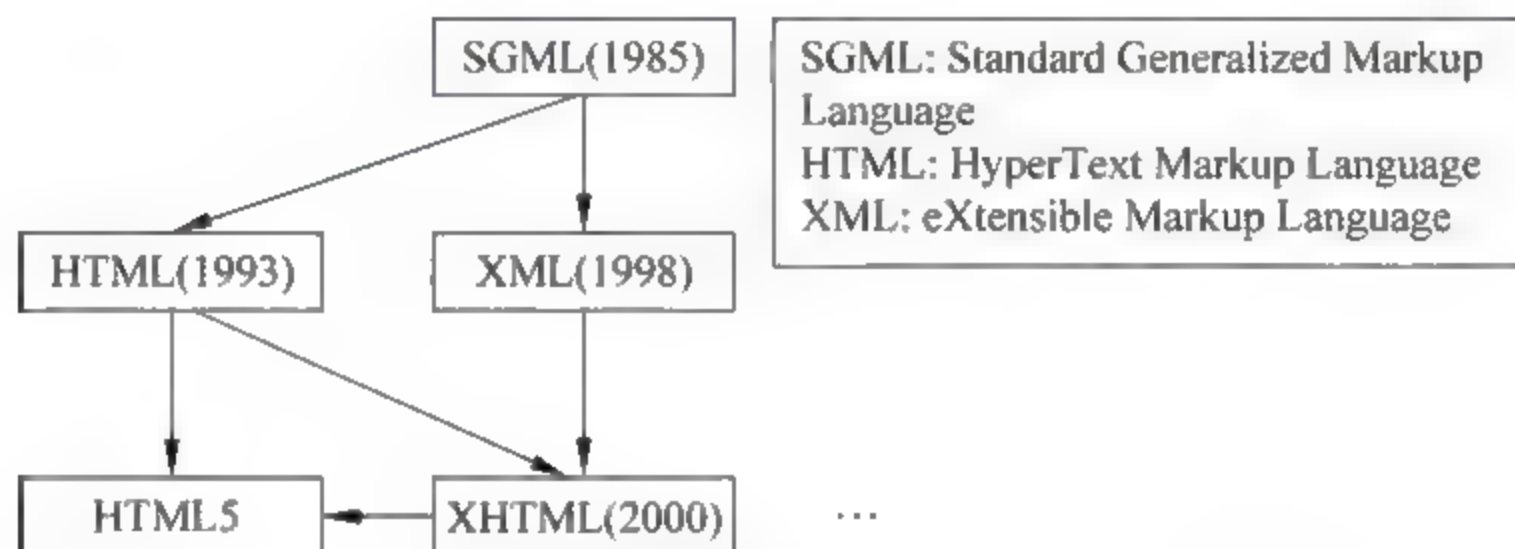 SGML(1985)
SGML: Standard Generalized Markup
Language
HTML: HyperText Markup Language
XML: eXtensible Markup Language
HTML(1993)
XML(1998)
HTML5
XHTML(2000)
...